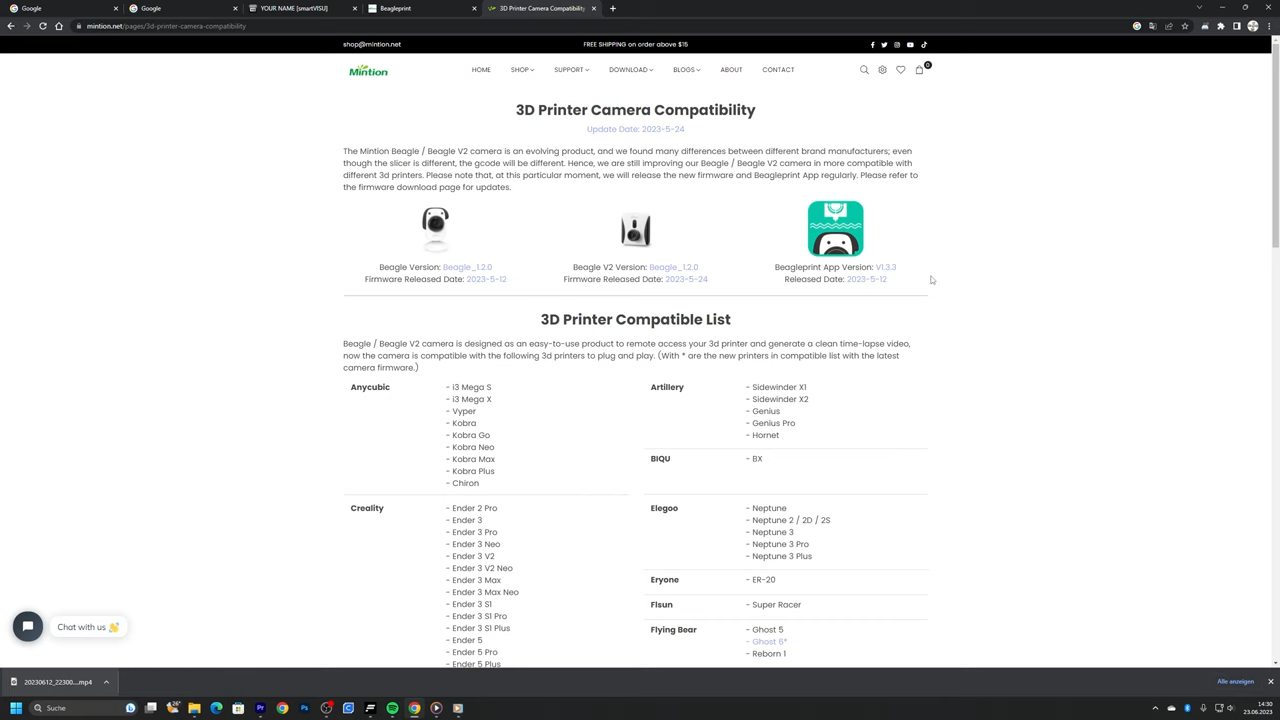 Google
Google
YOUR NAME [smartVISU]
Beagleprint
3D Printer Camera Compatibility
mintion.net/pages/3d-printer-camera-compatibility
shop@mintion.net
FREE SHIPPING on order above $15
Mintion
HOME
SHOP
SUPPORT
DOWNLOAD
BLOGS
ABOUT
CONTACT
0
3D Printer Camera Compatibility
Update Date: 2023-5-24
The Mintion Beagle / Beagle V2 camera is an evolving product, and we found many differences between different brand manufacturers; even
though the slicer is different, the gcode will be different. Hence, we are still improving our Beagle / Beagle V2 camera in more compatible with
different 3d printers. Please note that, at this particular moment, we will release the new firmware and Beagleprint App regularly. Please refer to
the firmware download page for updates.
Beagle Version: Beagle_1.2.0
Firmware Released Date: 2023-5-12
Beagle V2 Version: Beagle_1.2.0
Firmware Released Date: 2023-5-24
Beagleprint App Version: V1.3.3
Released Date: 2023-5-12
3D Printer Compatible List
Beagle / Beagle V2 camera is designed as an easy-to-use product to remote access your 3d printer and generate a clean time-lapse video,
now the camera is compatible with the following 3d printers to plug and play. (With * are the new printers in compatible list with the latest
camera firmware.)
Anycubic
- i3 Mega S
- i3 Mega X
- Vyper
- Kobra
- Kobra Go
- Kobra Neo
- Kobra Max
- Kobra Plus
- Chiron
Creality
- Ender 2 Pro
- Ender 3
- Ender 3 Pro
- Ender 3 Neo
- Ender 3 V2
- Ender 3 V2 Neo
- Ender 3 Max
- Ender 3 Max Neo
- Ender 3 S1
- Ender 3 S1 Pro
- Ender 3 S1 Plus
- Ender 5
- Ender 5 Pro
- Ender 5 Plus
Artillery
- Sidewinder X1
- Sidewinder X2
- Genius
- Genius Pro
- Hornet
BIQU
- BX
Elegoo
- Neptune
- Neptune 2 / 2D / 2S
- Neptune 3
- Neptune 3 Pro
- Neptune 3 Plus
Eryone
- ER-20
Flsun
- Super Racer
Flying Bear
- Ghost 5
- Ghost 6*
- Reborn 1
Chat with us 👋
20230612_22300....mp4
Alle anzeigen
Suche
26°
14:30
23.06.2023